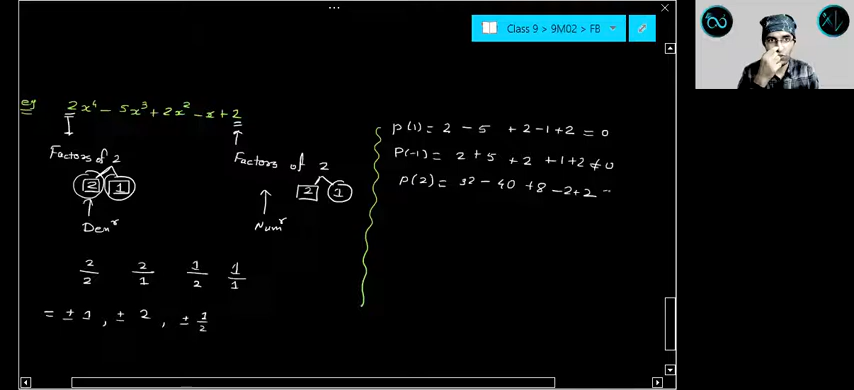 Class 9 > 9M02 > FB
eg 2x⁴ - 5x³ + 2x² - x + 2
Factors of 2
2 1
Denʳ
Factors of 2
2 1
Numʳ
2/2 2/1 1/2 1/1
= ± 1, ± 2, ± 1/2
p(1) = 2 - 5 + 2 - 1 + 2 = 0
P(-1) = 2 + 5 + 2 + 1 + 2 ≠ 0
p(2) = 32 - 40 + 8 - 2 + 2